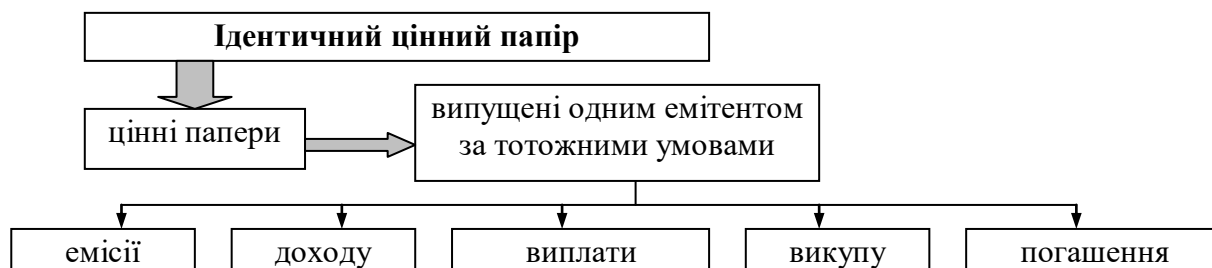 Ідентичний цінний папір
цінні папери
випущені одним емітентом
за тотожними умовами
емісії
доходу
виплати
викупу
погашення